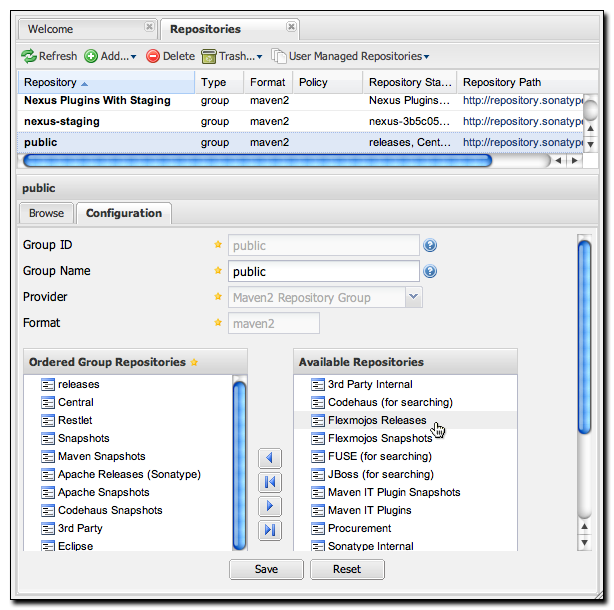 Welcome Repositories
Refresh Add... Delete Trash... User Managed Repositories
Repository Type Format Policy Repository Sta... Repository Path
Nexus Plugins With Staging group maven2 Nexus Plugins... http://repository.sonatype
nexus-staging group maven2 nexus-3b5c05... http://repository.sonatype
public group maven2 releases, Cent... http://repository.sonatype
public
Browse Configuration
Group ID public ?
Group Name public ?
Provider Maven2 Repository Group
Format maven2
Ordered Group Repositories
releases
Central
Restlet
Snapshots
Maven Snapshots
Apache Releases (Sonatype)
Apache Snapshots
Codehaus Snapshots
3rd Party
Eclipse
Available Repositories
3rd Party Internal
Codehaus (for searching)
Flexmojos Releases
Flexmojos Snapshots
FUSE (for searching)
JBoss (for searching)
Maven IT Plugin Snapshots
Maven IT Plugins
Procurement
Sonatype Internal
Save Reset